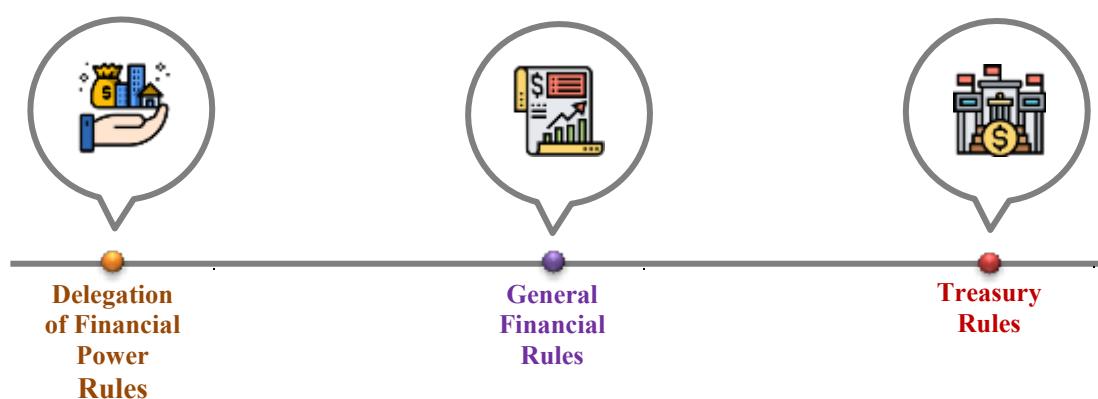 Delegation
of Financial
Power
Rules
General
Financial
Rules
Treasury
Rules